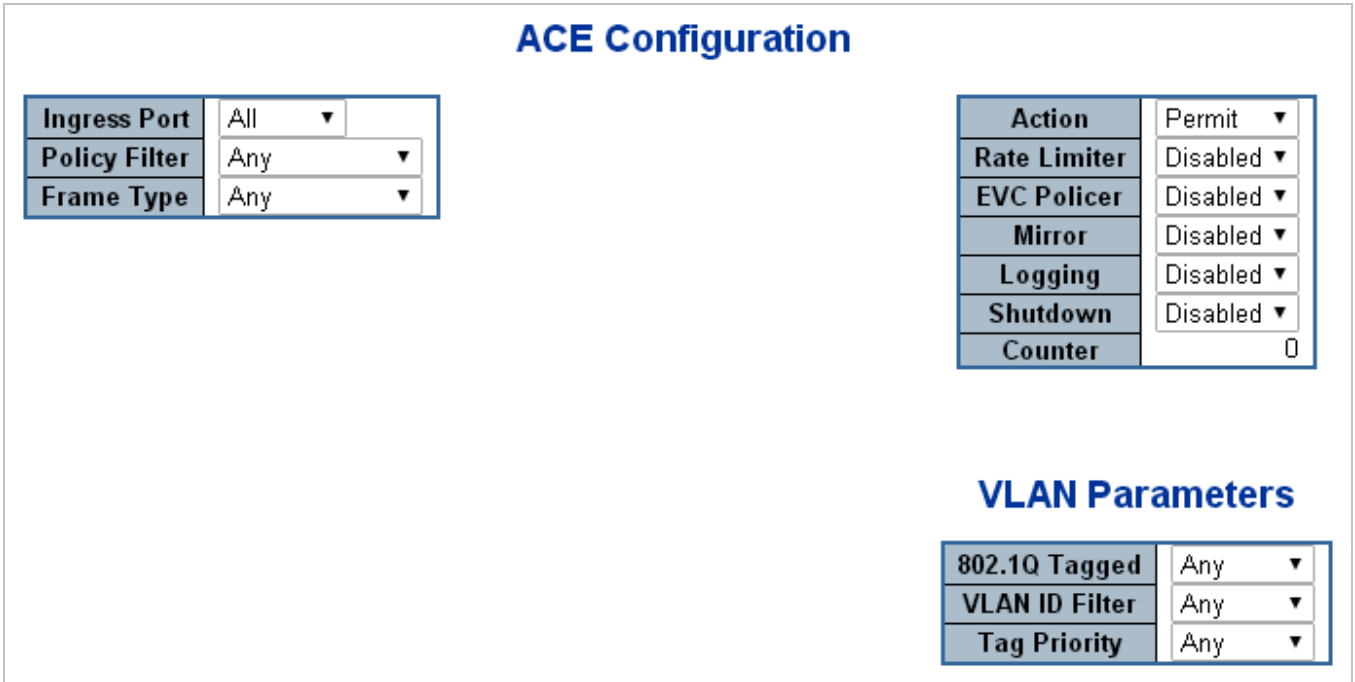 ACE Configuration
Ingress Port All
Policy Filter Any
Frame Type Any
Action Permit
Rate Limiter Disabled
EVC Policer Disabled
Mirror Disabled
Logging Disabled
Shutdown Disabled
Counter 0
VLAN Parameters
802.1Q Tagged Any
VLAN ID Filter Any
Tag Priority Any